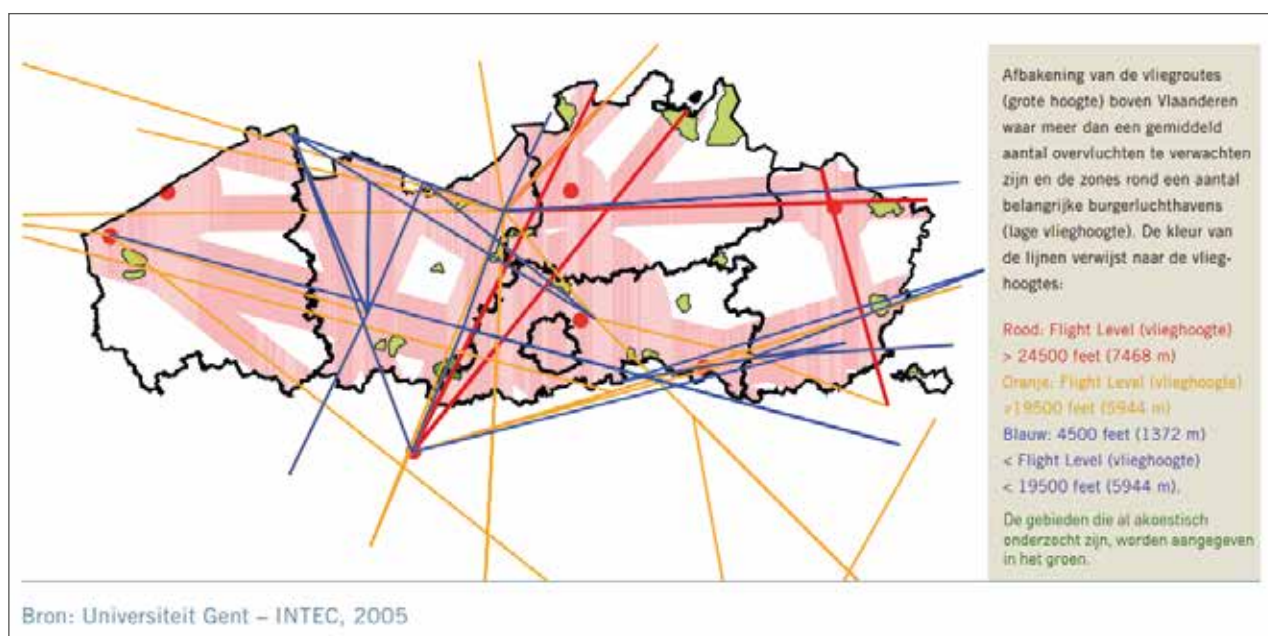 Afbakening van de vliegroutes
(grote hoogte) boven Vlaanderen
waar meer dan een gemiddeld
aantal overvluchten te verwachten
zijn en de zones rond een aantal
belangrijke burgerluchthavens
(lage vlieghoogte). De kleur van
de lijnen verwijst naar de vlieg-
hoogtes:
Rood: Flight Level (vlieghoogte)
> 24500 feet (7468 m)
Oranje: Flight Level (vlieghoogte)
>19500 feet (5944 m)
Blauw: 4500 feet (1372 m)
< Flight Level (vlieghoogte)
< 19500 feet (5944 m).
De gebieden die al akoestisch
onderzocht zijn, worden aangegeven
in het groen.
Bron: Universiteit Gent – INTEC, 2005